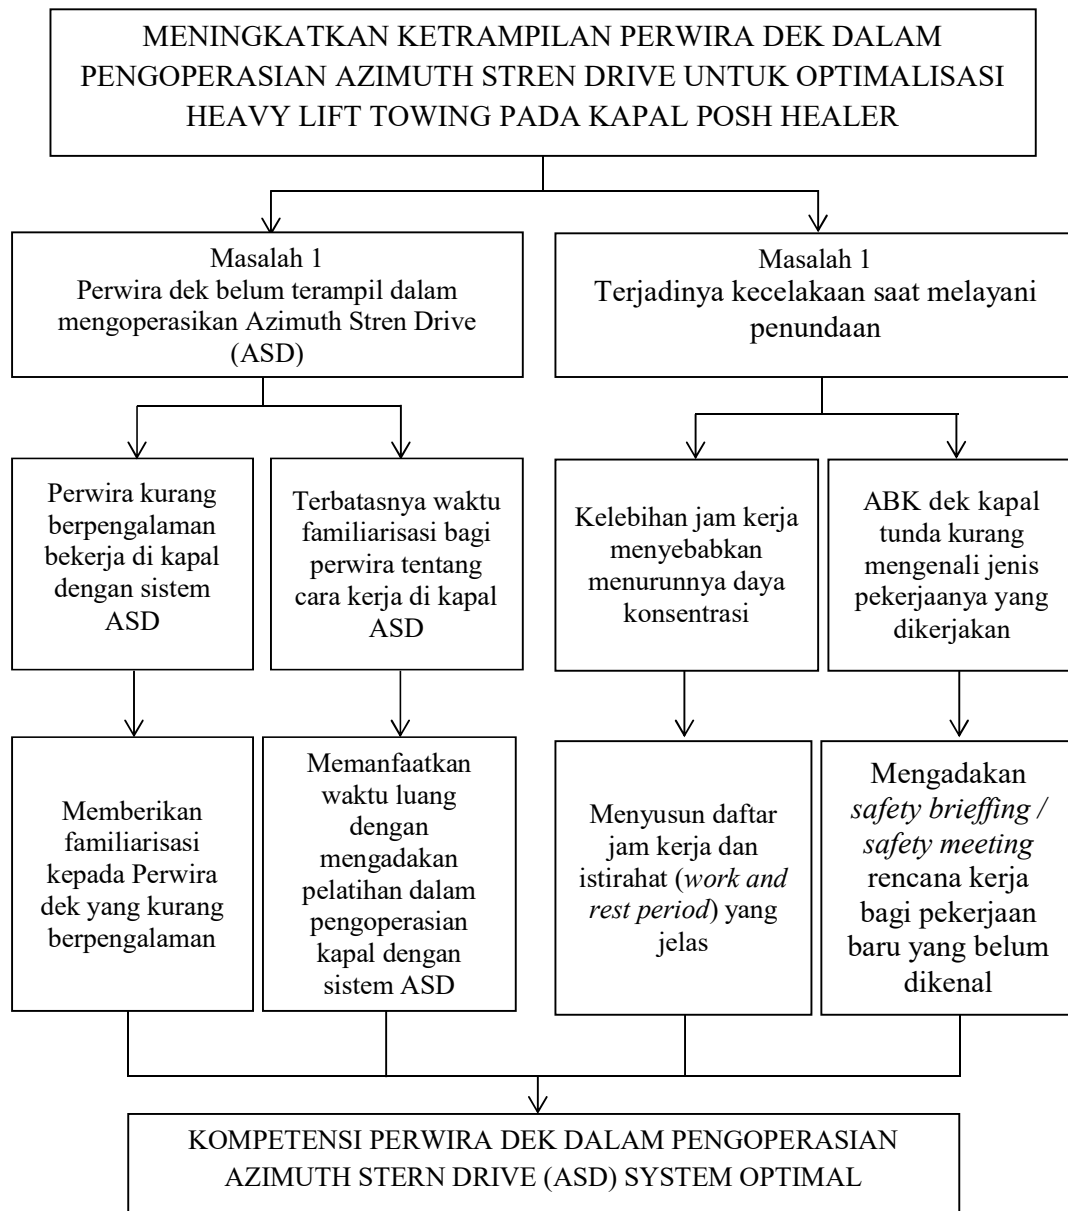 MENINGKATKAN KETRAMPILAN PERWIRA DEK DALAM
PENGOPERASIAN AZIMUTH STREN DRIVE UNTUK OPTIMALISASI
HEAVY LIFT TOWING PADA KAPAL POSH HEALER
Masalah 1
Perwira dek belum terampil dalam
mengoperasikan Azimuth Stren Drive
(ASD)
Masalah 1
Terjadinya kecelakaan saat melayani
penundaan
Perwira kurang
berpengalaman
bekerja di kapal
dengan sistem
ASD
Terbatasnya waktu
familiarisasi bagi
perwira tentang
cara kerja di kapal
ASD
Kelebihan jam kerja
menyebabkan
menurunnya daya
konsentrasi
ABK dek kapal
tunda kurang
mengenali jenis
pekerjaanya yang
dikerjakan
Memberikan
familiarisasi
kepada Perwira
dek yang kurang
berpengalaman
Memanfaatkan
waktu luang
dengan
mengadakan
pelatihan dalam
pengoperasian
kapal dengan
sistem ASD
Menyusun daftar
jam kerja dan
istirahat (work and
rest period) yang
jelas
Mengadakan
safety brieffing /
safety meeting
rencana kerja
bagi pekerjaan
baru yang belum
dikenal
KOMPETENSI PERWIRA DEK DALAM PENGOPERASIAN
AZIMUTH STERN DRIVE (ASD) SYSTEM OPTIMAL